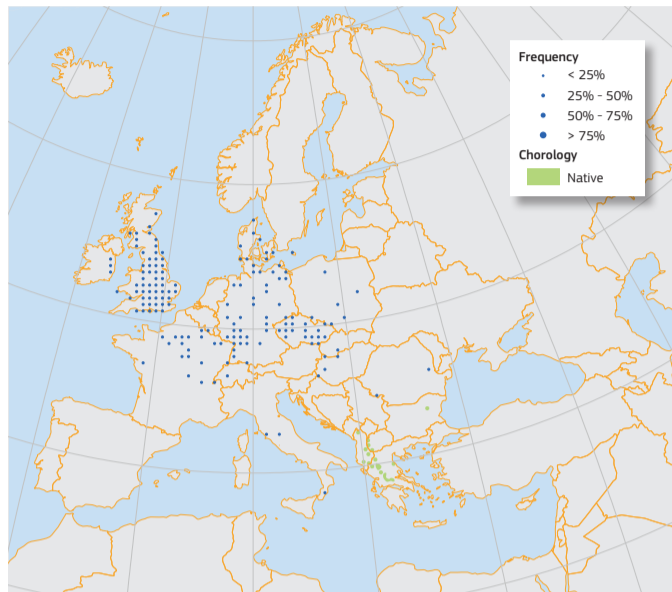 Frequency
< 25%
25% - 50%
50% - 75%
> 75%
Chorology
Native